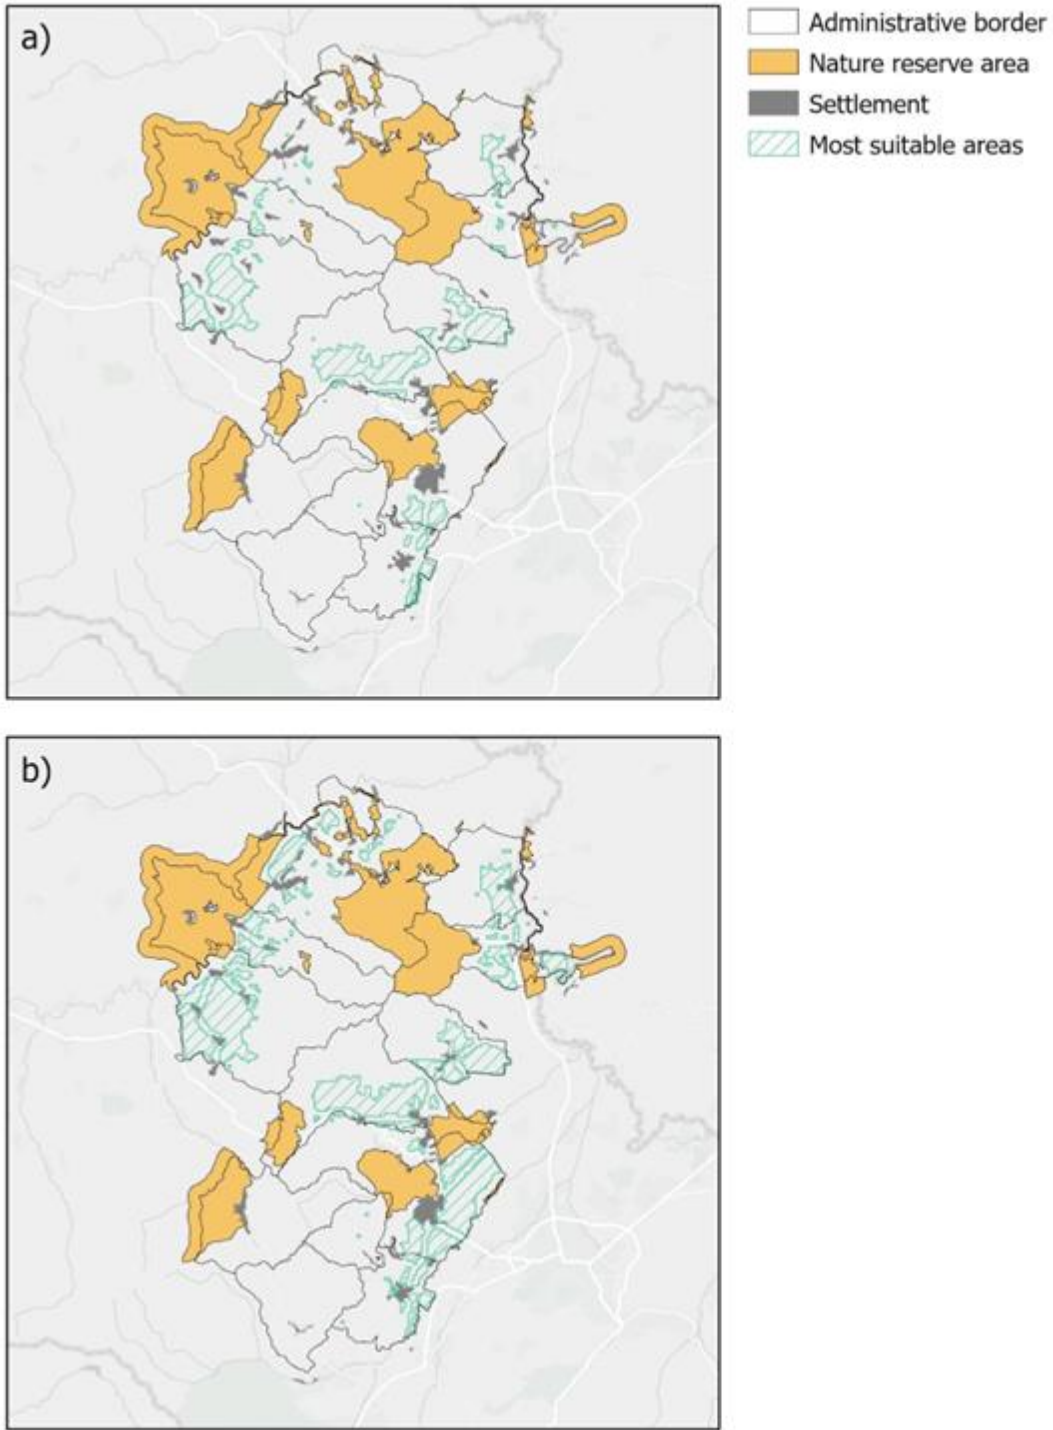 a)
Administrative border
Nature reserve area
Settlement
Most suitable areas
b)